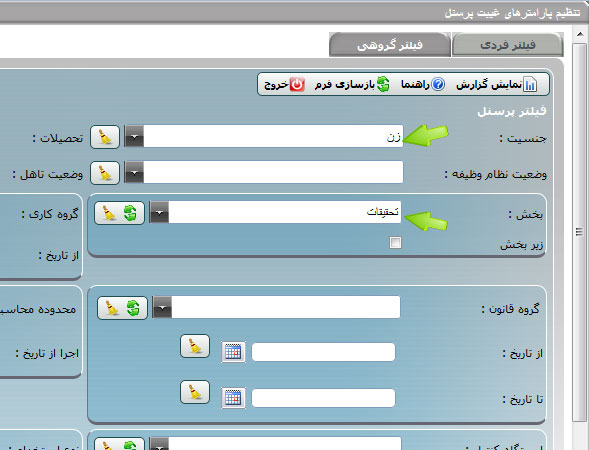 تنظیم پارامترهای غیبت پرسنل
فیلتر فردی
فیلتر گروهی
نمایش گزارش
راهنما
بازسازی فرم
خروج
فیلتر پرسنل
جنسیت :
زن
تحصیلات :
وضعیت نظام وظیفه :
وضعیت تاهل :
بخش :
تحقیقات
گروه کاری :
زیر بخش
از تاریخ :
گروه قانون :
محدوده محاسب
از تاریخ :
اجرا از تاریخ :
تا تاریخ :